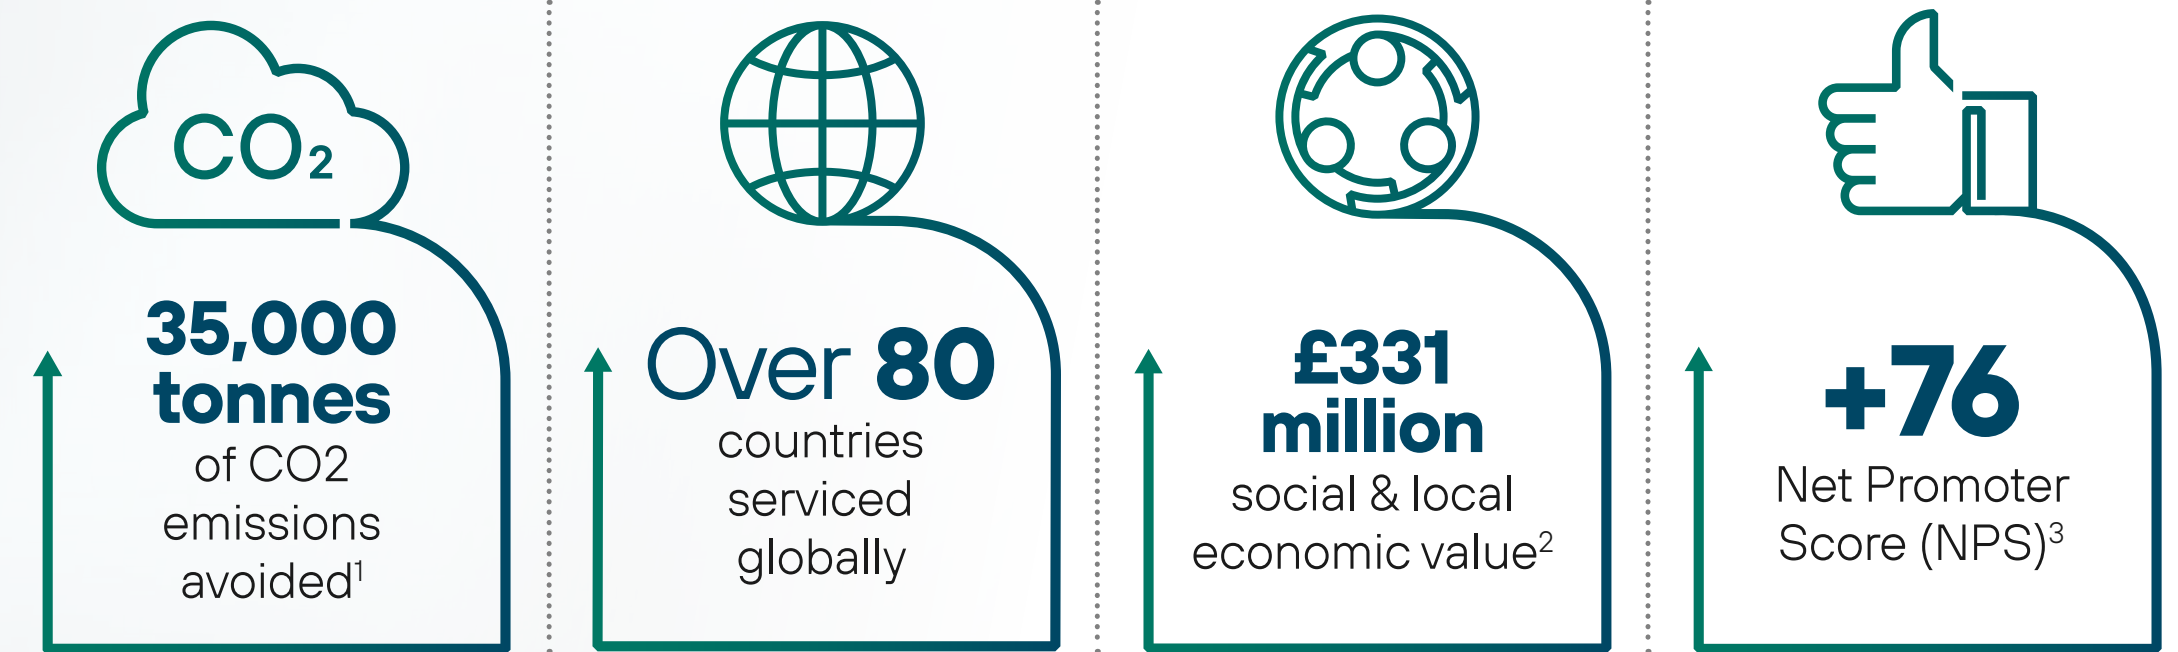 CO₂
35,000
tonnes
of CO2
emissions
avoided¹
Over 80
countries
serviced
globally
£331
million
social & local
economic value²
+76
Net Promoter
Score (NPS)³